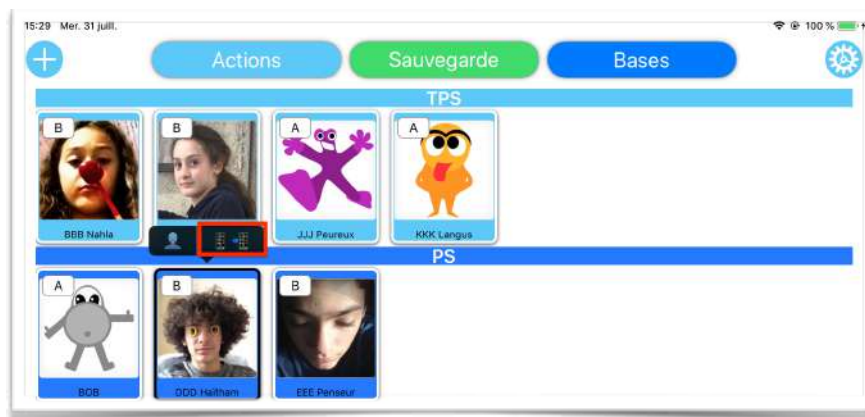 15:29 Mer. 31 juill. 100 %
Actions Sauvegarde Bases
TPS
B B A A
BBB Nahla JJJ Peureux KKK Langus
PS
A B B
BOB DDD Haïtham EEE Penseur